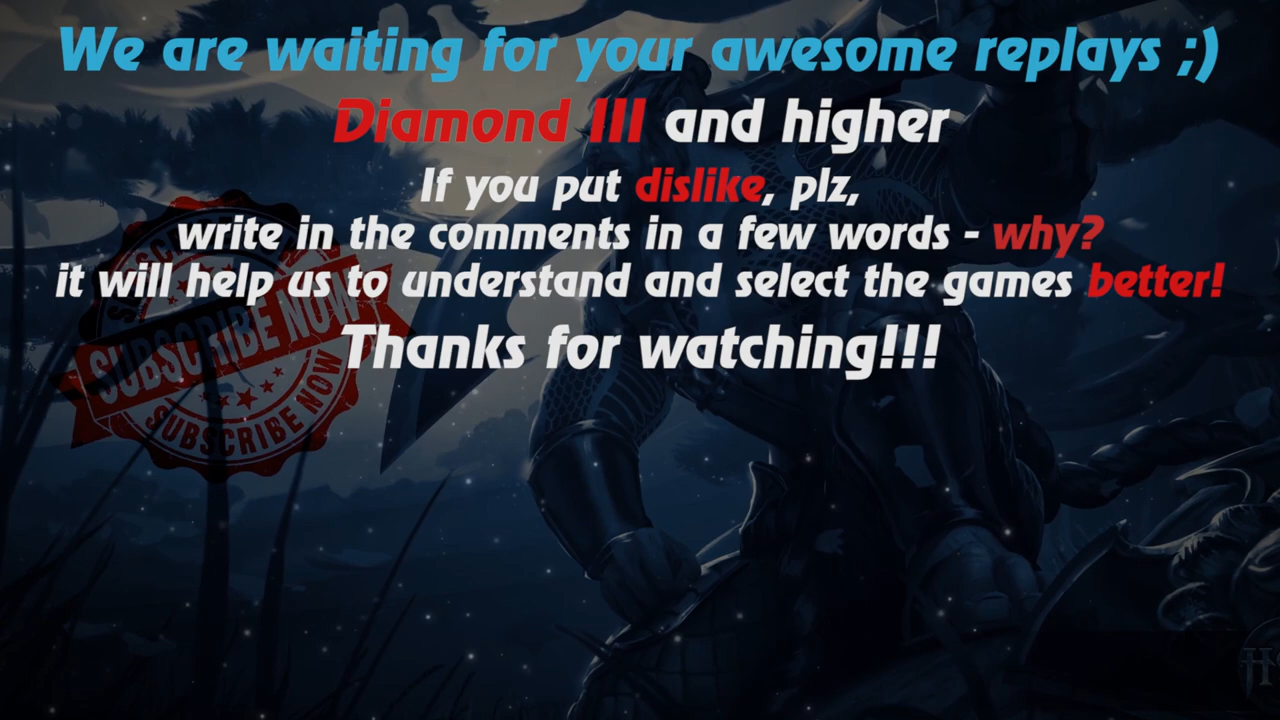 We are waiting for your awesome replays ;)
Diamond III and higher
If you put dislike, plz,
write in the comments in a few words - why?
it will help us to understand and select the games better!
Thanks for watching!!!
SUBSCRIBE NOW
SUBSCRIBE NOW